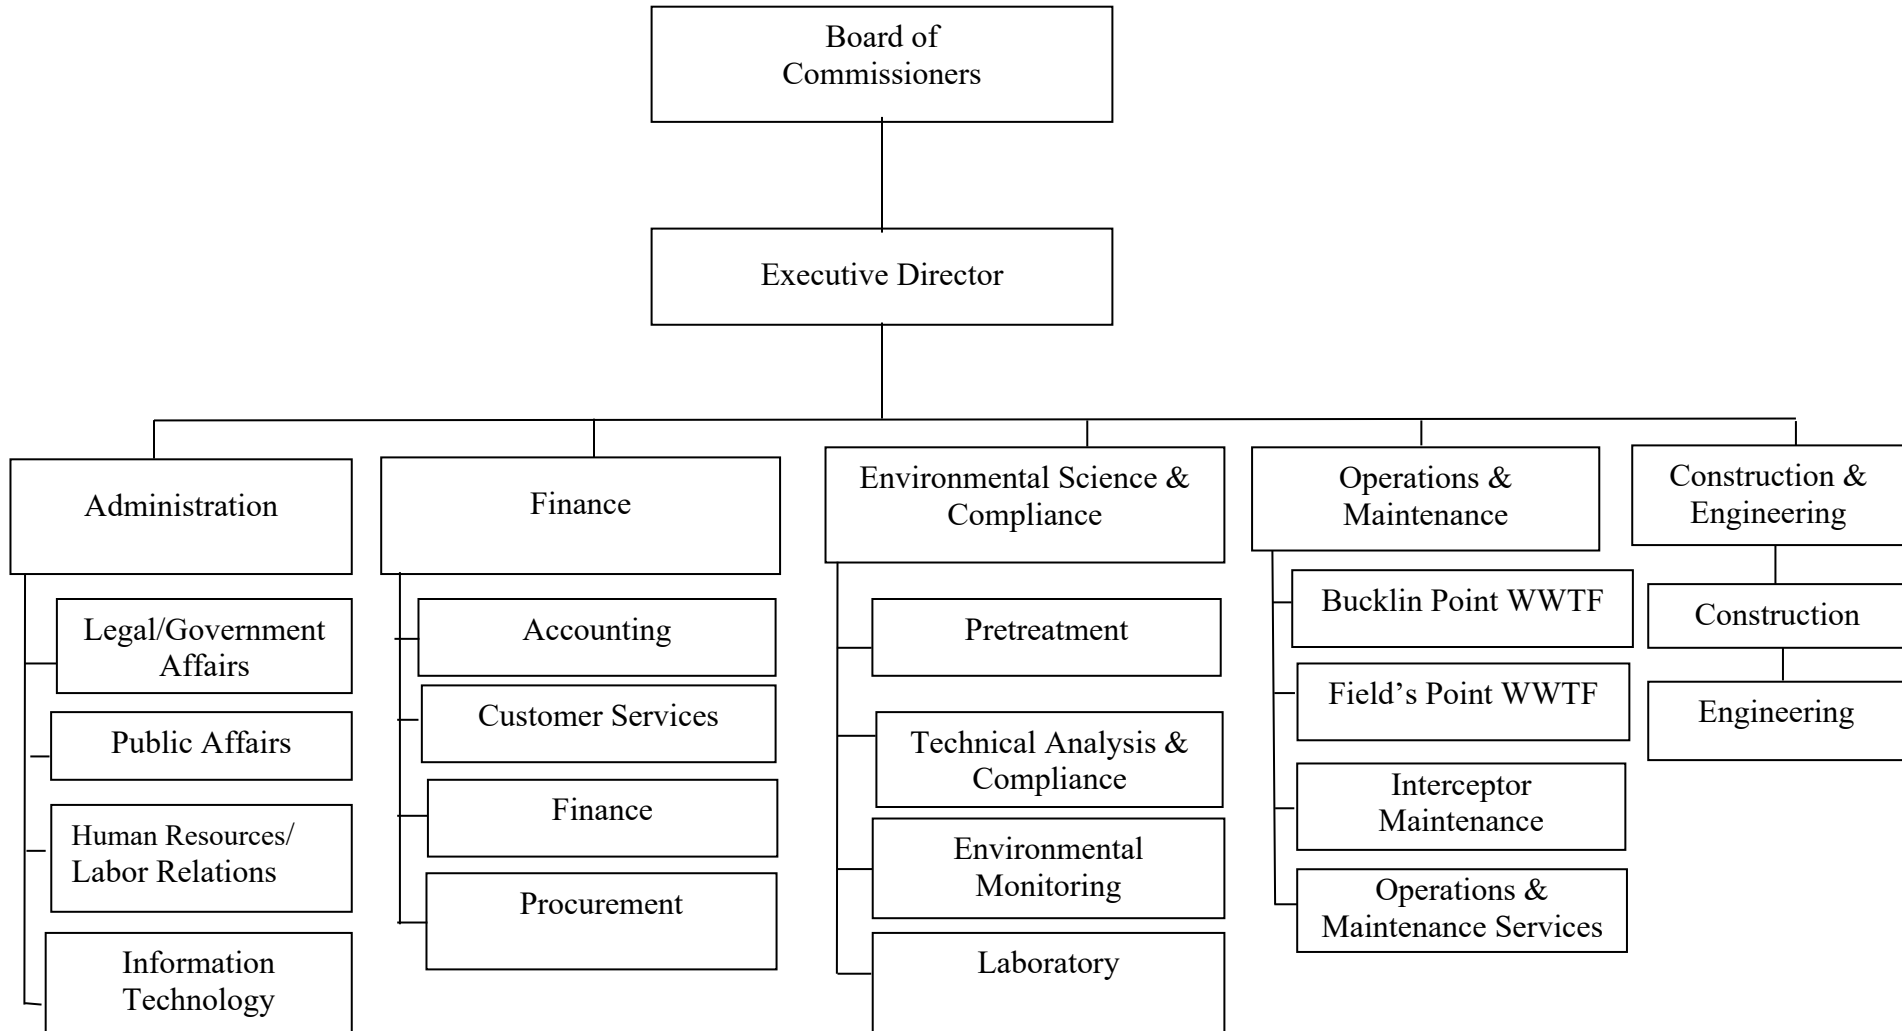 Board of
Commissioners
Executive Director
Administration
Legal/Government
Affairs
Public Affairs
Human Resources/
Labor Relations
Information
Technology
Finance
Accounting
Customer Services
Finance
Procurement
Environmental Science &
Compliance
Pretreatment
Technical Analysis &
Compliance
Environmental
Monitoring
Laboratory
Operations &
Maintenance
Bucklin Point WWTF
Field’s Point WWTF
Interceptor
Maintenance
Operations &
Maintenance Services
Construction &
Engineering
Construction
Engineering